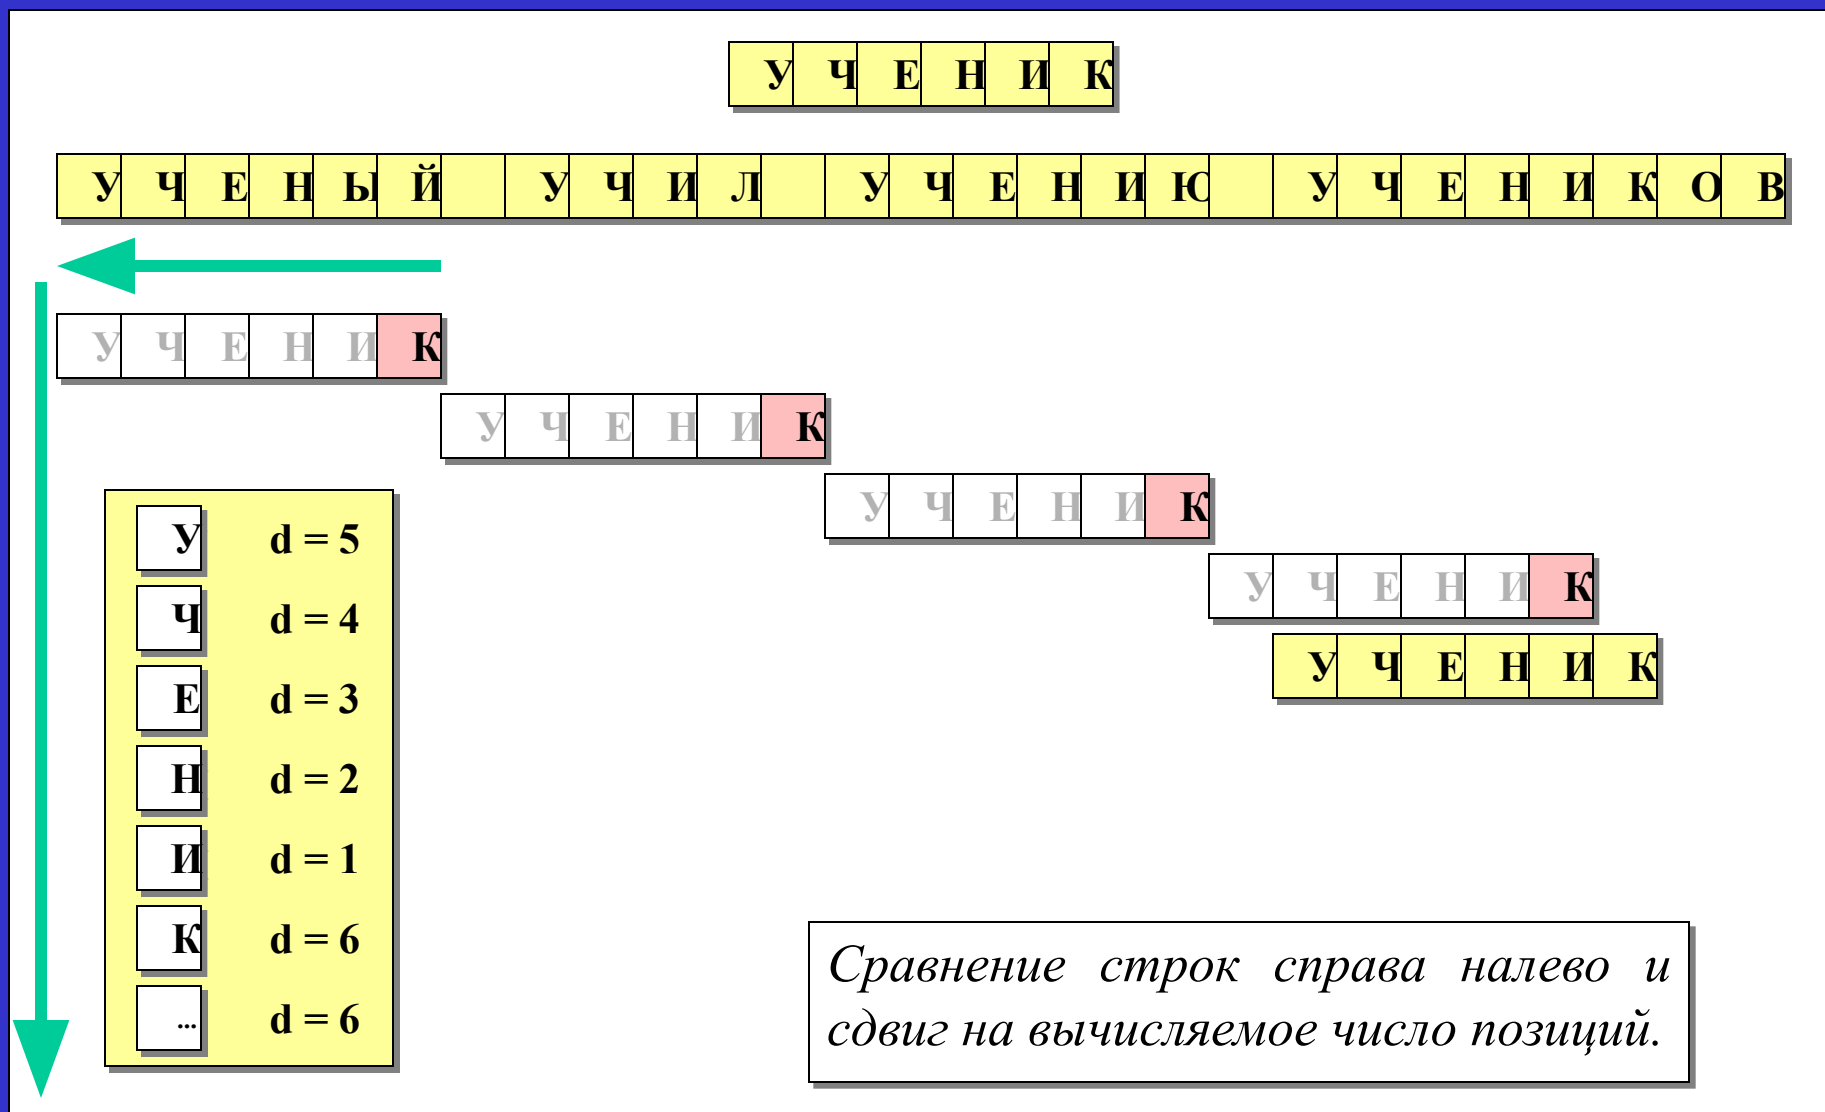 У Ч Е Н И К
У Ч Е Н Ы Й У Ч И Л У Ч Е Н И Ю У Ч Е Н И К О В
У Ч Е Н И К
У Ч Е Н И К
У Ч Е Н И К
У Ч Е Н И К
У Ч Е Н И К
У d = 5
Ч d = 4
Е d = 3
Н d = 2
И d = 1
К d = 6
... d = 6
Сравнение строк справа налево и
сдвиг на вычисляемое число позиций.